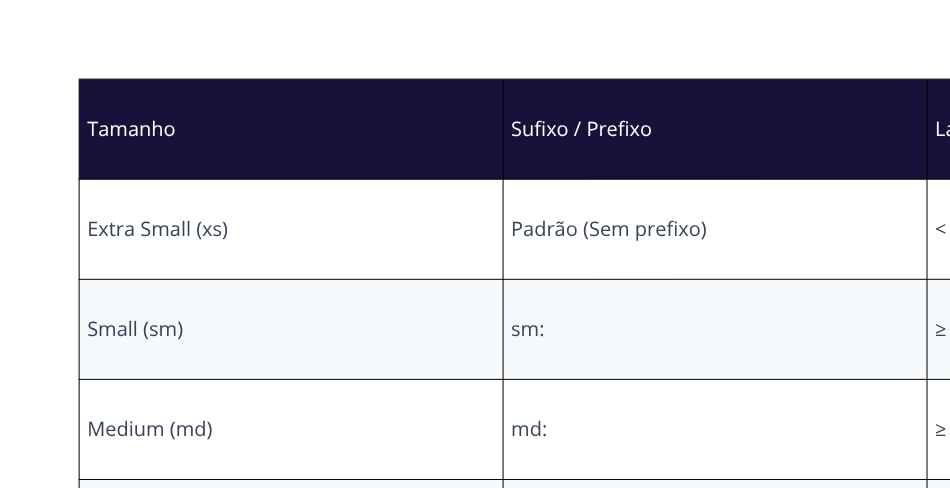 Tamanho Sufixo / Prefixo
Extra Small (xs) Padrão (Sem prefixo) <
Small (sm) sm: ≥
Medium (md) md: ≥